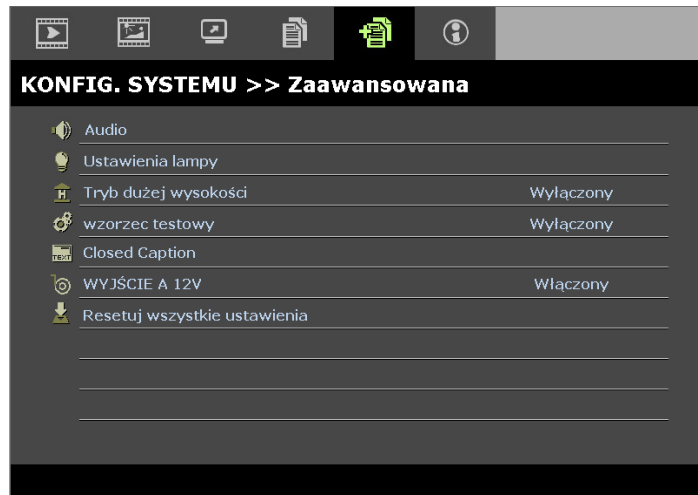 KONFIG. SYSTEMU >> Zaawansowana
Audio
Ustawienia lampy
Tryb dużej wysokości Wyłączony
wzorzec testowy Wyłączony
Closed Caption
WYJŚCIE A 12V Włączony
Resetuj wszystkie ustawienia